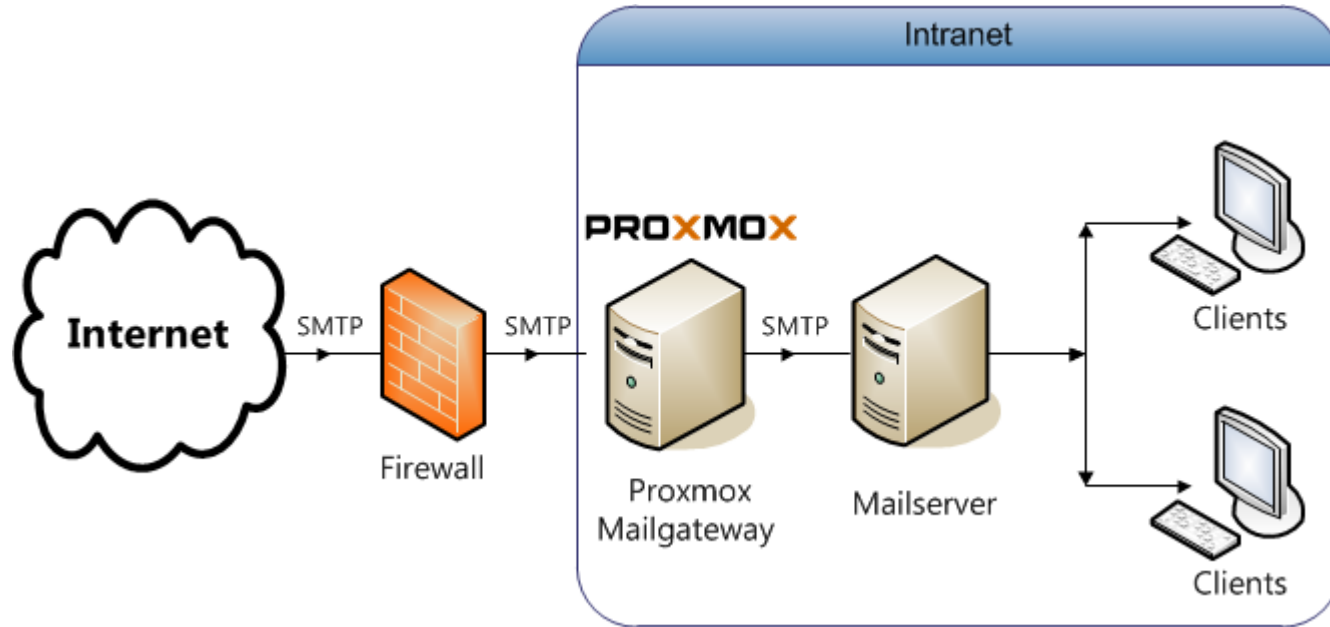 Intranet
PROXMOX
Internet
SMTP
SMTP
SMTP
Firewall
Proxmox
Mailgateway
Mailserver
Clients
Clients